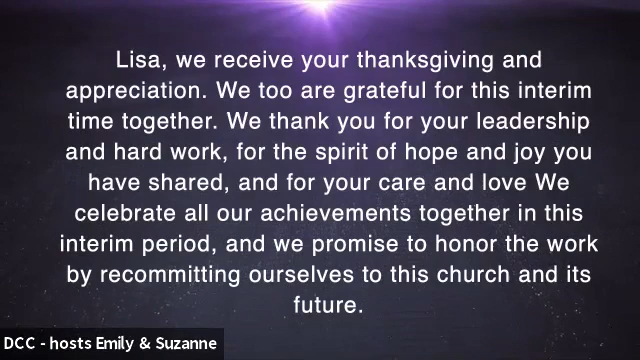 Lisa, we receive your thanksgiving and
appreciation. We too are grateful for this interim
time together. We thank you for your leadership
and hard work, for the spirit of hope and joy you
have shared, and for your care and love We
celebrate all our achievements together in this
interim period, and we promise to honor the work
by recommitting ourselves to this church and its
future.
DCC - hosts Emily & Suzanne